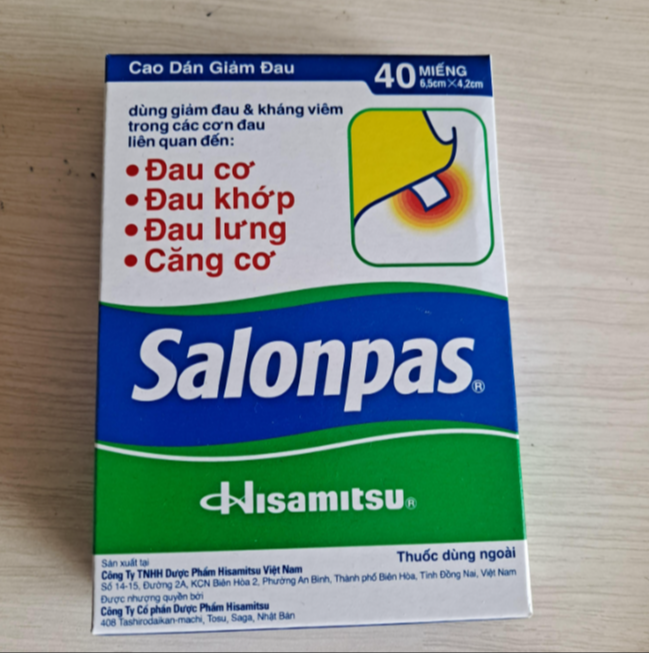 Cao Dán Giảm Đau
40 MIẾNG
6,5cm×4,2cm
dùng giảm đau & kháng viêm
trong các cơn đau
liên quan đến:
• Đau cơ
• Đau khớp
• Đau lưng
• Căng cơ
Salonpas®
Hisamitsu®
Thuốc dùng ngoài
Sản xuất tại
Công Ty TNHH Dược Phẩm Hisamitsu Việt Nam
Số 14-15, Đường 2A, KCN Biên Hòa 2, Phường An Bình, Thành phố Biên Hòa, Tỉnh Đồng Nai, Việt Nam
Được nhượng quyền bởi
Công Ty Cổ phần Dược Phẩm Hisamitsu
408 Tashirodaikan-machi, Tosu, Saga, Nhật Bản